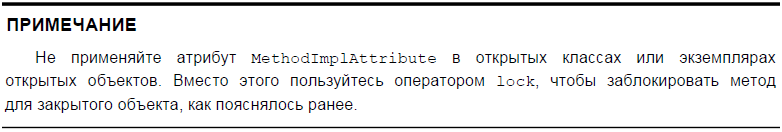 ПРИМЕЧАНИЕ
Не применяйте атрибут MethodImplAttribute в открытых классах или экземплярах
открытых объектов. Вместо этого пользуйтесь оператором lock, чтобы заблокировать метод
для закрытого объекта, как пояснялось ранее.